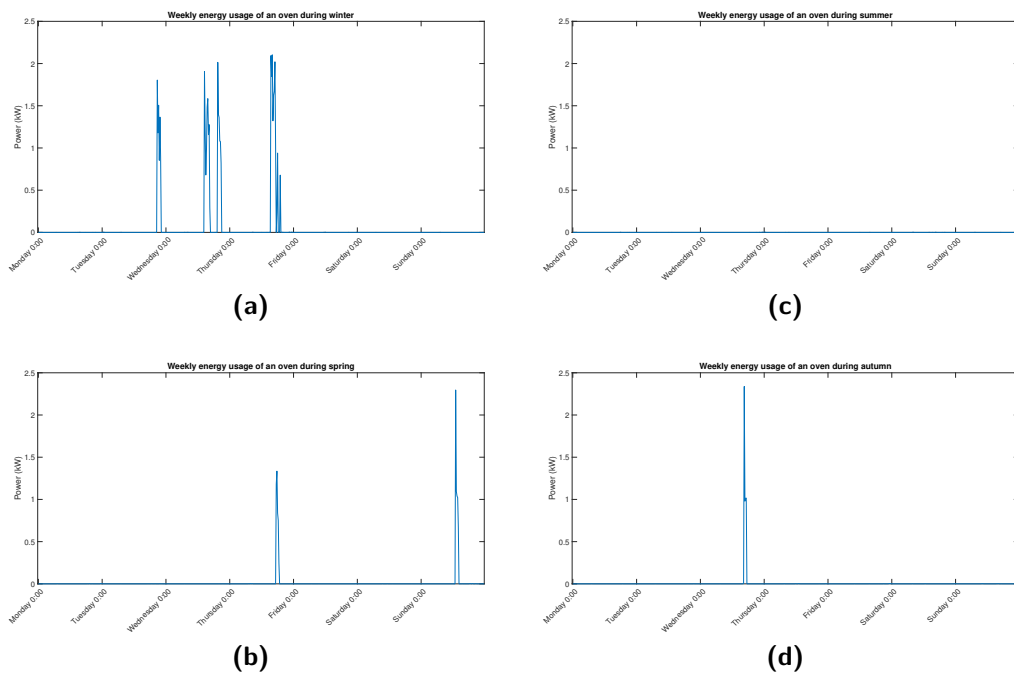 Weekly energy usage of an oven during winter
2.5
2
1.5
1
0.5
0
Power (kW)
Monday 0:00
Tuesday 0:00
Wednesday 0:00
Thursday 0:00
Friday 0:00
Saturday 0:00
Sunday 0:00
(a)
Weekly energy usage of an oven during summer
2.5
2
1.5
1
0.5
0
Power (kW)
Monday 0:00
Tuesday 0:00
Wednesday 0:00
Thursday 0:00
Friday 0:00
Saturday 0:00
Sunday 0:00
(c)
Weekly energy usage of an oven during spring
2.5
2
1.5
1
0.5
0
Power (kW)
Monday 0:00
Tuesday 0:00
Wednesday 0:00
Thursday 0:00
Friday 0:00
Saturday 0:00
Sunday 0:00
(b)
Weekly energy usage of an oven during autumn
2.5
2
1.5
1
0.5
0
Power (kW)
Monday 0:00
Tuesday 0:00
Wednesday 0:00
Thursday 0:00
Friday 0:00
Saturday 0:00
Sunday 0:00
(d)